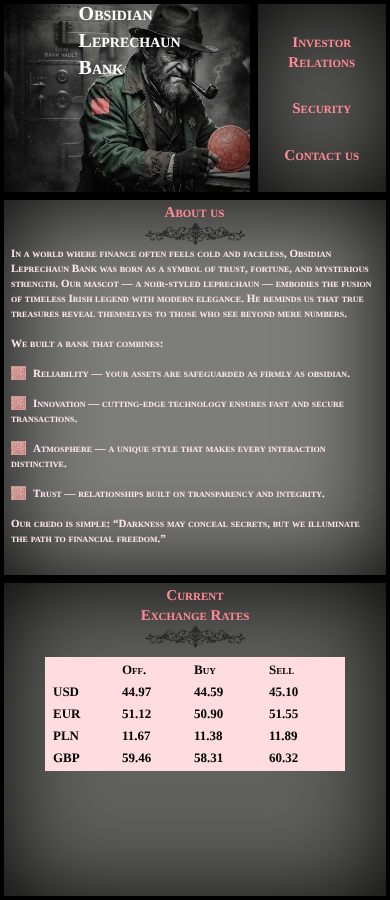 Obsidian
Leprechaun
Bank
BANK VAULT
Investor
Relations
Security
Contact us
About us
In a world where finance often feels cold and faceless, Obsidian
Leprechaun Bank was born as a symbol of trust, fortune, and mysterious
strength. Our mascot — a noir-styled leprechaun — embodies the fusion
of timeless Irish legend with modern elegance. He reminds us that true
treasures reveal themselves to those who see beyond mere numbers.
We built a bank that combines:
Reliability — your assets are safeguarded as firmly as obsidian.
Innovation — cutting-edge technology ensures fast and secure
transactions.
Atmosphere — a unique style that makes every interaction
distinctive.
Trust — relationships built on transparency and integrity.
Our credo is simple: “Darkness may conceal secrets, but we illuminate
the path to financial freedom.”
Current
Exchange Rates
Off. Buy Sell
USD 44.97 44.59 45.10
EUR 51.12 50.90 51.55
PLN 11.67 11.38 11.89
GBP 59.46 58.31 60.32